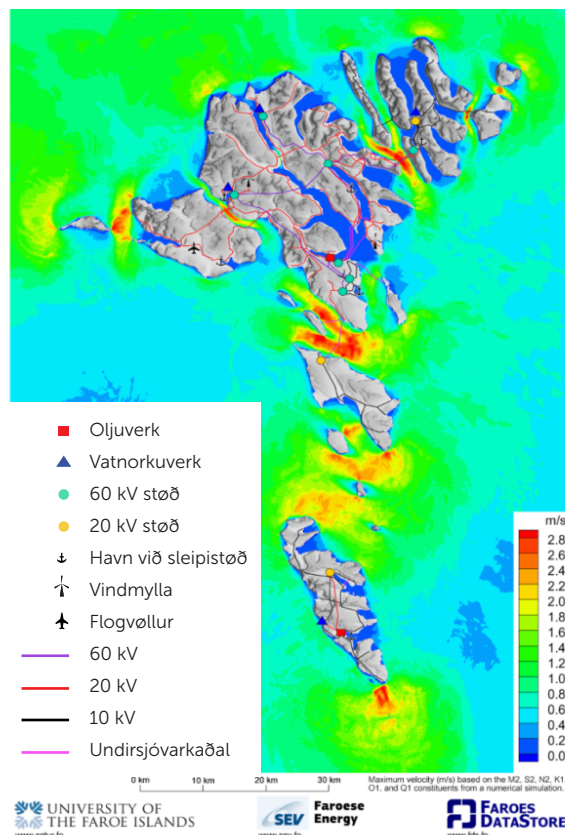 Oljuverk
Vatnorkuverk
60 kV støð
20 kV støð
Havn við sleipistøð
Vindmylla
Flogvøllur
60 kV
20 kV
10 kV
Undirsjóvarkaðal
m/s
2.8
2.6
2.4
2.2
2.0
1.8
1.6
1.4
1.2
1.0
0.8
0.6
0.4
0.2
0.0
0 km
10 km
20 km
30 km
Maximum velocity (m/s) based on the M2, S2, N2, K1,
O1, and Q1 constituents from a numerical simulation.
UNIVERSITY OF
THE FAROE ISLANDS
SEV
Faroese
Energy
FAROES
DATASTORE